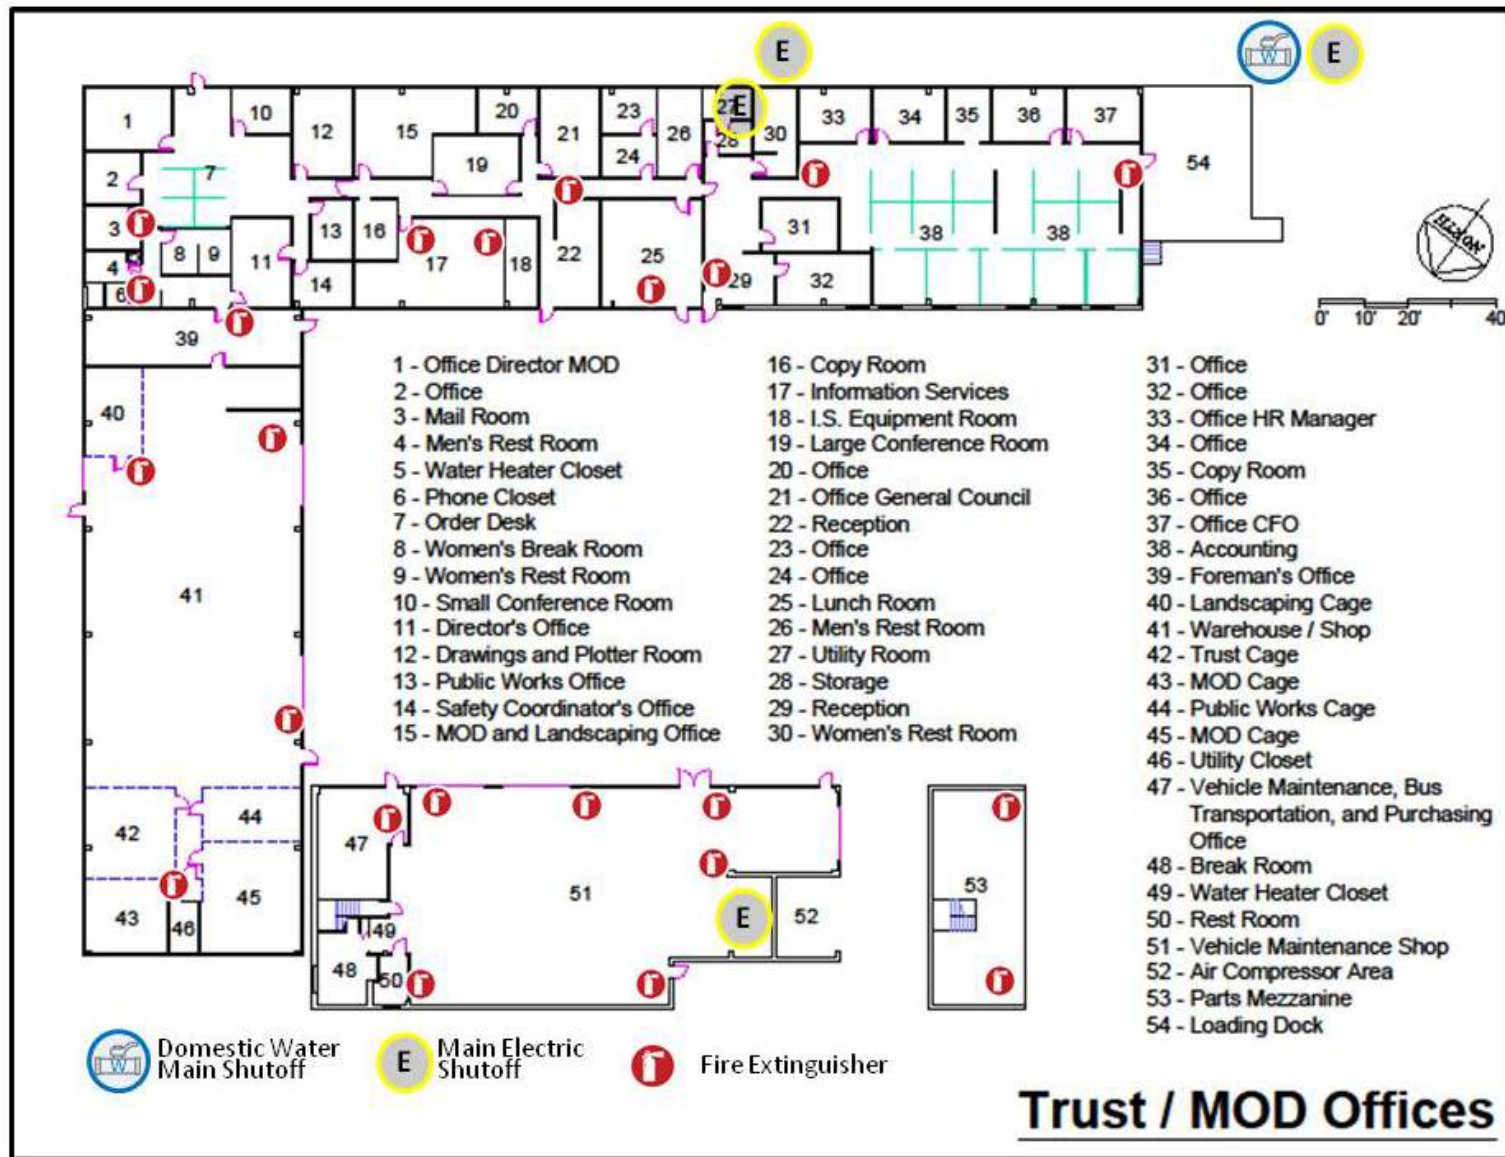 E
E
1
10
12
15
20
21
23
26
27
E
30
33
34
35
36
37
54
2
7
19
24
28
3
13
16
17
18
22
25
31
38
38
NORTH
4
8
9
11
14
29
32
6
39
0' 10' 20' 40'
1 - Office Director MOD
2 - Office
3 - Mail Room
4 - Men's Rest Room
5 - Water Heater Closet
6 - Phone Closet
7 - Order Desk
8 - Women's Break Room
9 - Women's Rest Room
10 - Small Conference Room
11 - Director's Office
12 - Drawings and Plotter Room
13 - Public Works Office
14 - Safety Coordinator's Office
15 - MOD and Landscaping Office
16 - Copy Room
17 - Information Services
18 - I.S. Equipment Room
19 - Large Conference Room
20 - Office
21 - Office General Council
22 - Reception
23 - Office
24 - Office
25 - Lunch Room
26 - Men's Rest Room
27 - Utility Room
28 - Storage
29 - Reception
30 - Women's Rest Room
31 - Office
32 - Office
33 - Office HR Manager
34 - Office
35 - Copy Room
36 - Office
37 - Office CFO
38 - Accounting
39 - Foreman's Office
40 - Landscaping Cage
41 - Warehouse / Shop
42 - Trust Cage
43 - MOD Cage
44 - Public Works Cage
45 - MOD Cage
46 - Utility Closet
47 - Vehicle Maintenance, Bus
Transportation, and Purchasing
Office
48 - Break Room
49 - Water Heater Closet
50 - Rest Room
51 - Vehicle Maintenance Shop
52 - Air Compressor Area
53 - Parts Mezzanine
54 - Loading Dock
40
41
42
44
43
46
45
47
49
48
50
51
E
52
53
W
Domestic Water
Main Shutoff
E
Main Electric
Shutoff
Fire Extinguisher
Trust / MOD Offices